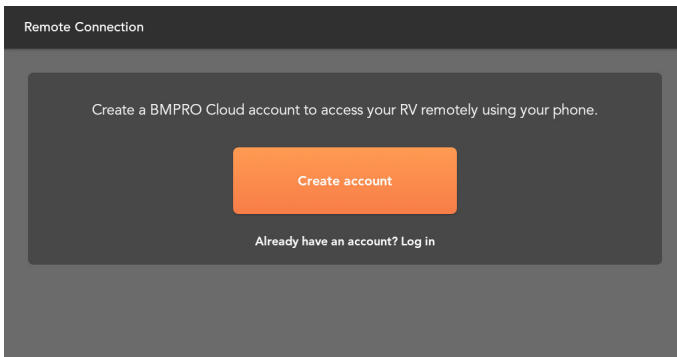 Remote Connection
Create a BMPRO Cloud account to access your RV remotely using your phone.
Create account
Already have an account? Log in